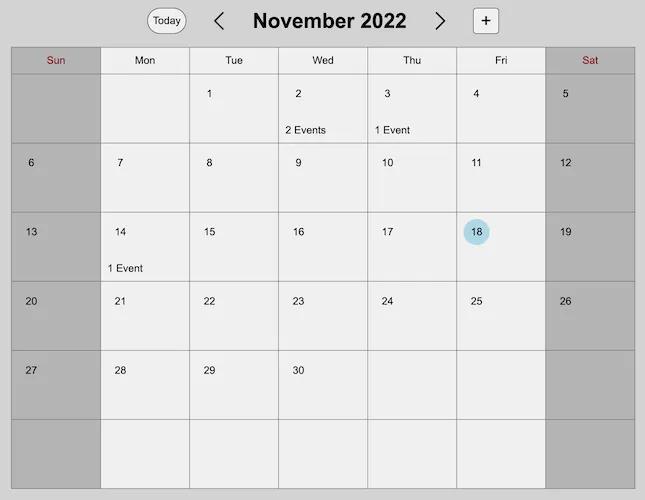 Today < November 2022 > +
Sun Mon Tue Wed Thu Fri Sat
1 2 3 4 5
2 Events 1 Event
6 7 8 9 10 11 12
13 14 15 16 17 18 19
1 Event
20 21 22 23 24 25 26
27 28 29 30